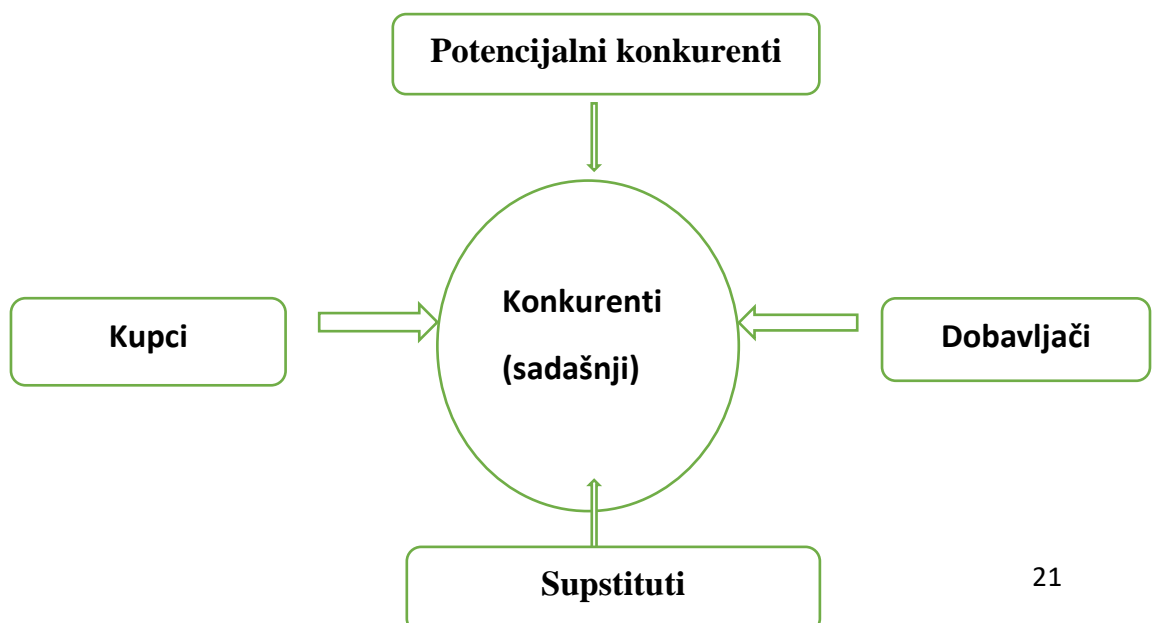 Potencijalni konkurenti
Kupci
Konkurenti
(sadašnji)
Dobavljači
Supstituti
21